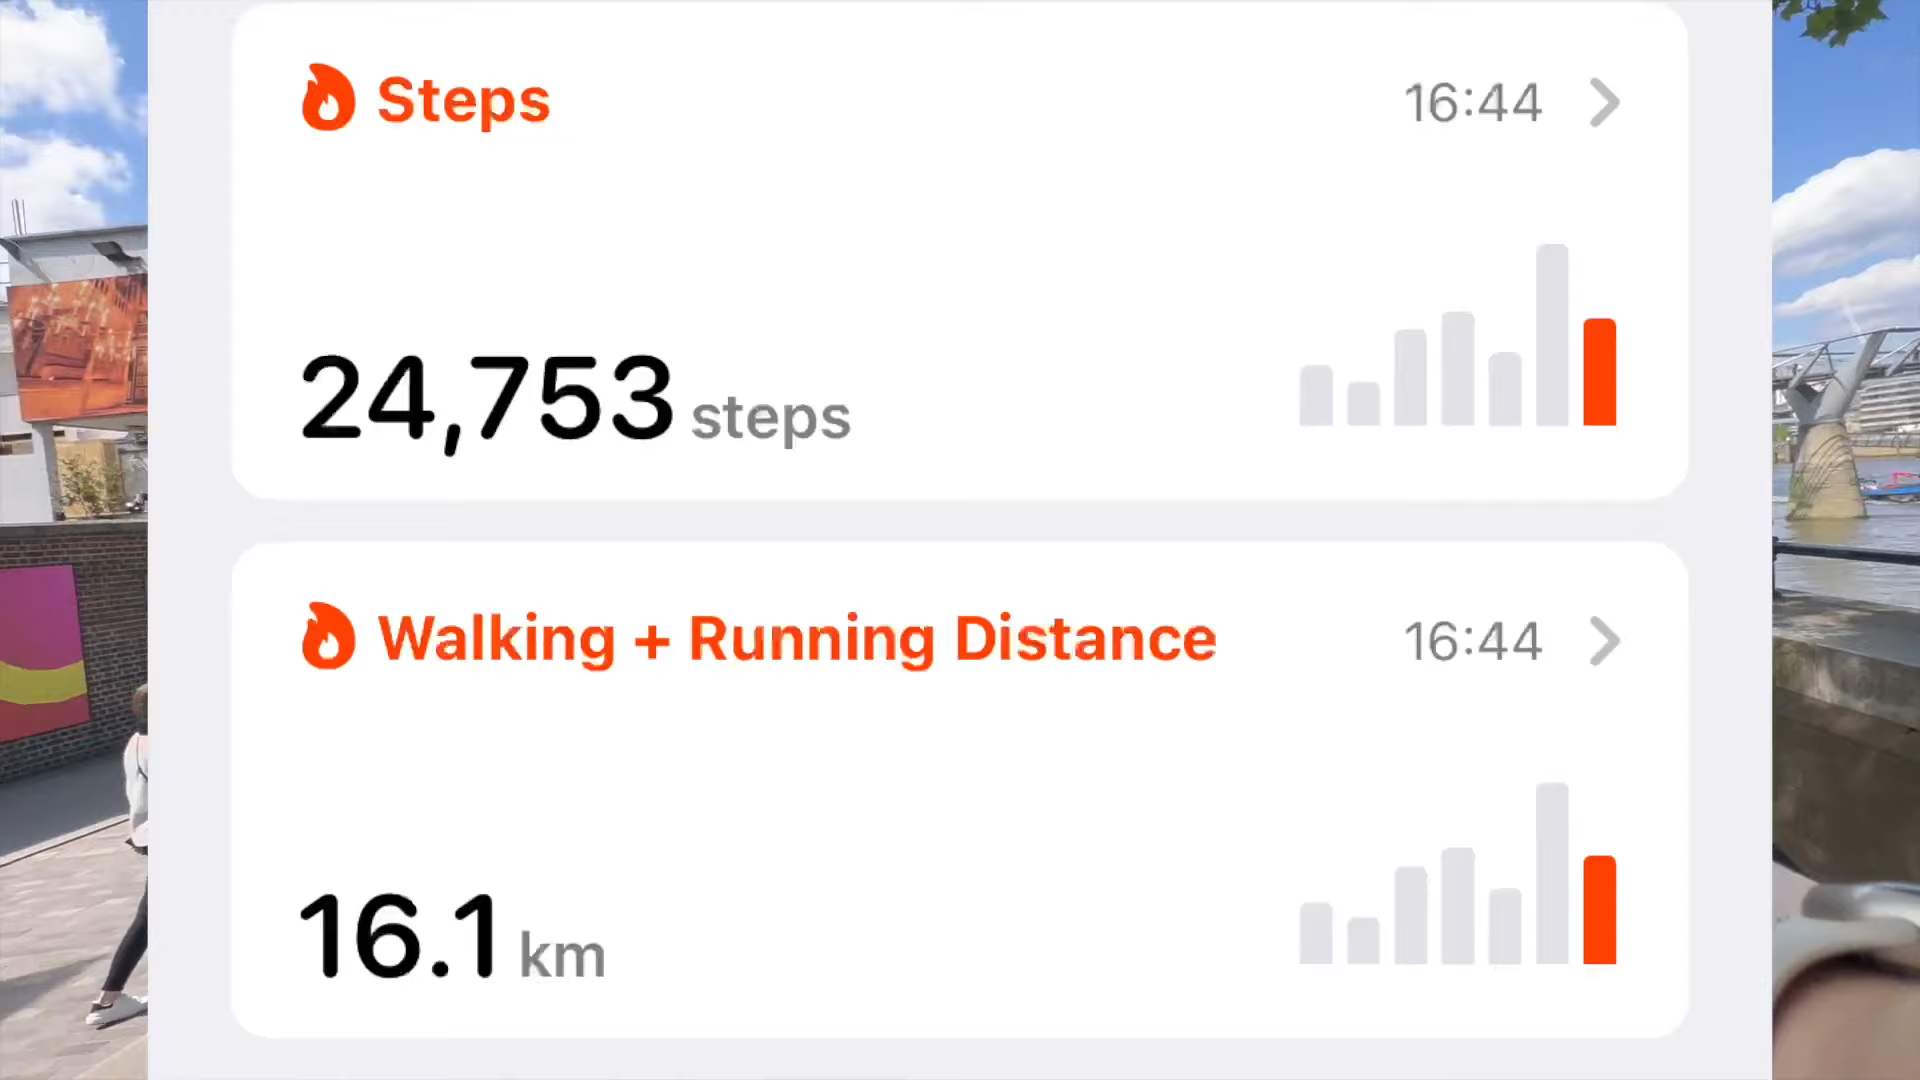 Steps
16:44
24,753 steps
Walking + Running Distance
16:44
16.1 km